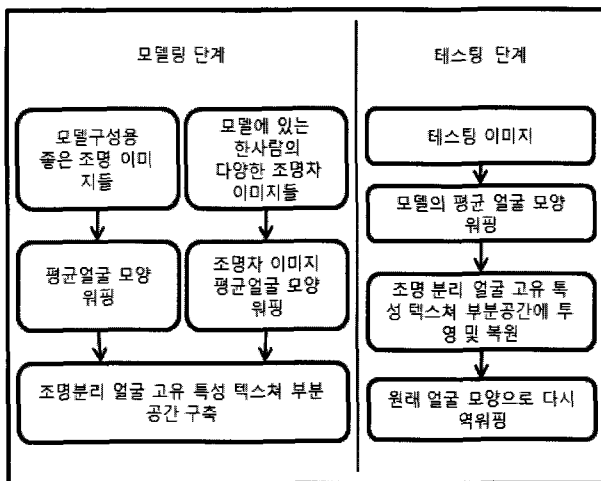 모델링 단계
모델구성용
좋은 조명 이미
지들
모델에 있는
한사람의
다양한 조명차
이미지들
평균얼굴 모양
워핑
조명차 이미지
평균얼굴 모양
워핑
조명분리 얼굴 고유 특성 텍스쳐 부분
공간 구축
테스팅 단계
테스팅 이미지
모델의 평균 얼굴 모양
워핑
조명 분리 얼굴 고유 특
성 텍스쳐 부분공간에 투
영 및 복원
원래 얼굴 모양으로 다시
역워핑